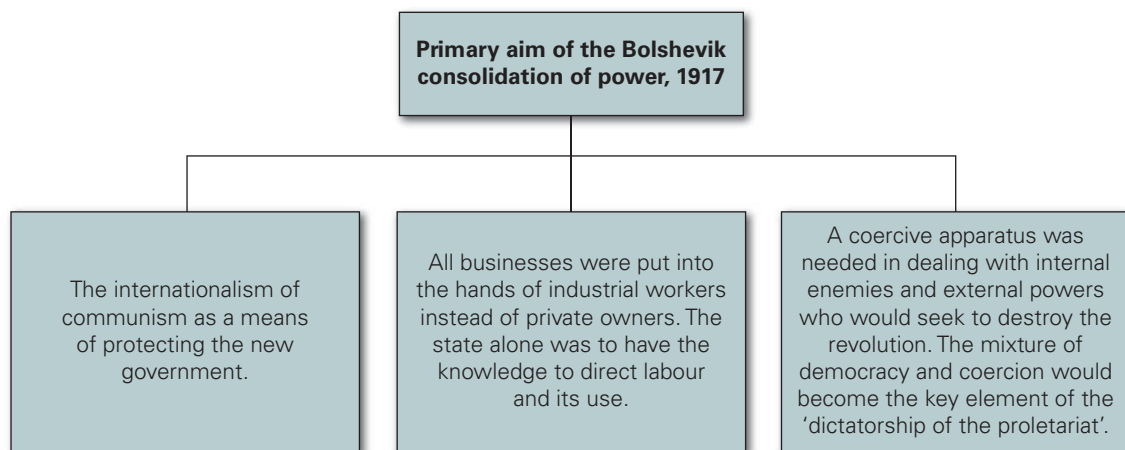 Primary aim of the Bolshevik
consolidation of power, 1917
The internationalism of
communism as a means
of protecting the new
government.
All businesses were put into
the hands of industrial workers
instead of private owners. The
state alone was to have the
knowledge to direct labour
and its use.
A coercive apparatus was
needed in dealing with internal
enemies and external powers
who would seek to destroy the
revolution. The mixture of
democracy and coercion would
become the key element of the
‘dictatorship of the proletariat’.